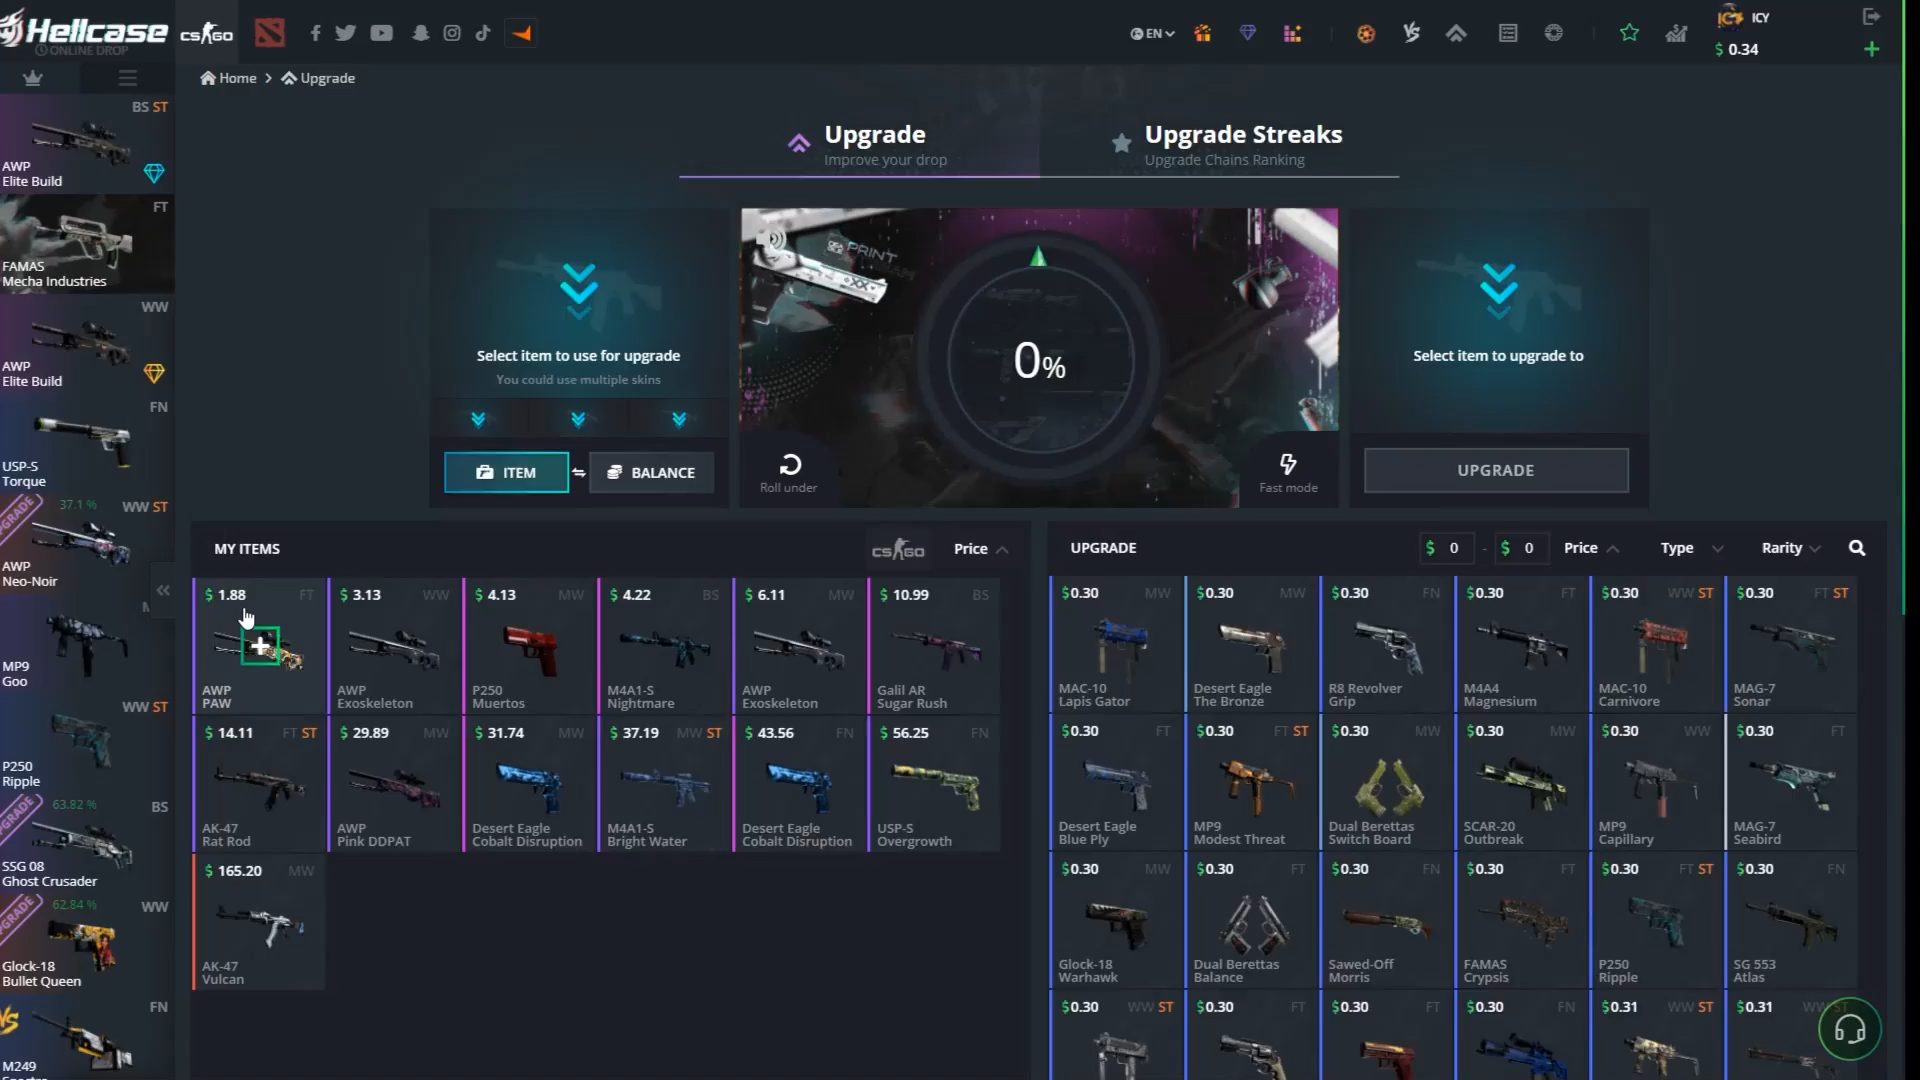 Hellcase
ONLINE DROP
CS:GO
EN
ICY
$ 0.34
Home > Upgrade
Upgrade
Improve your drop
Upgrade Streaks
Upgrade Chains Ranking
BS ST
AWP
Elite Build
FT
FAMAS
Mecha Industries
WW
AWP
Elite Build
FN
USP-S
Torque
37.1 %
WW ST
AWP
Neo-Noir
MP9
Goo
WW ST
P250
Ripple
63.82 %
BS
SSG 08
Ghost Crusader
62.84 %
WW
Glock-18
Bullet Queen
FN
VS
M249
Select item to use for upgrade
You could use multiple skins
ITEM
BALANCE
PRINT
0%
Roll under
Fast mode
Select item to upgrade to
UPGRADE
MY ITEMS
CS:GO
Price
$ 1.88 FT
AWP
PAW
$ 3.13 WW
AWP
Exoskeleton
$ 4.13 MW
P250
Muertos
$ 4.22 BS
M4A1-S
Nightmare
$ 6.11 MW
AWP
Exoskeleton
$ 10.99 BS
Galil AR
Sugar Rush
$ 14.11 FT ST
AK-47
Rat Rod
$ 29.89 MW
AWP
Pink DDPAT
$ 31.74 MW
Desert Eagle
Cobalt Disruption
$ 37.19 MW ST
M4A1-S
Bright Water
$ 43.56 FN
Desert Eagle
Cobalt Disruption
$ 56.25 FN
USP-S
Overgrowth
$ 165.20 MW
AK-47
Vulcan
UPGRADE
$ 0 - $ 0
Price
Type
Rarity
$0.30 MW
MAC-10
Lapis Gator
$0.30 MW
Desert Eagle
The Bronze
$0.30 FN
R8 Revolver
Grip
$0.30 FT
M4A4
Magnesium
$0.30 WW ST
MAC-10
Carnivore
$0.30 FT ST
MAG-7
Sonar
$0.30 FT
Desert Eagle
Blue Ply
$0.30 FT ST
MP9
Modest Threat
$0.30 MW
Dual Berettas
Switch Board
$0.30 MW
SCAR-20
Outbreak
$0.30 WW
MP9
Capillary
$0.30 FT
MAG-7
Seabird
$0.30 MW
Glock-18
Warhawk
$0.30 FT
Dual Berettas
Balance
$0.30 FN
Sawed-Off
Morris
$0.30 FT
FAMAS
Crypsis
$0.30 FT ST
P250
Ripple
$0.30 FN
SG 553
Atlas
$0.30 WW ST
$0.30 FT
$0.30 FT
$0.30 FN
$0.31 WW ST
$0.31